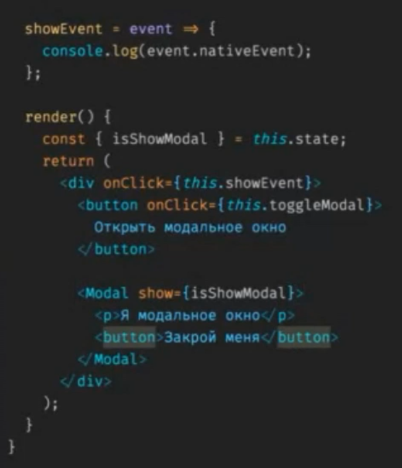 showEvent = event => {
console.log(event.nativeEvent);
};
render() {
const { isShowModal } = this.state;
return (
<div onClick={this.showEvent}>
<button onClick={this.toggleModal}>
Открыть модальное окно
</button>
<Modal show={isShowModal}>
<p>Я модальное окно</p>
<button>Закрой меня</button>
</Modal>
</div>
);
}
}